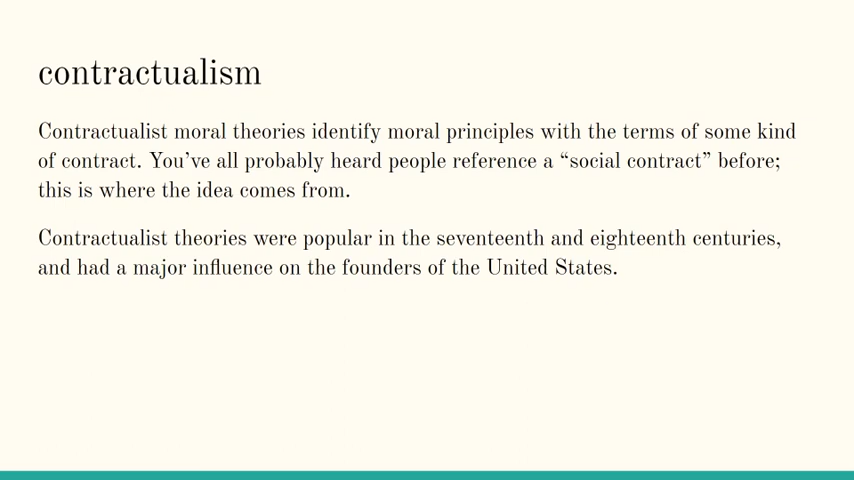 contractualism
Contractualist moral theories identify moral principles with the terms of some kind
of contract. You’ve all probably heard people reference a “social contract” before;
this is where the idea comes from.
Contractualist theories were popular in the seventeenth and eighteenth centuries,
and had a major influence on the founders of the United States.